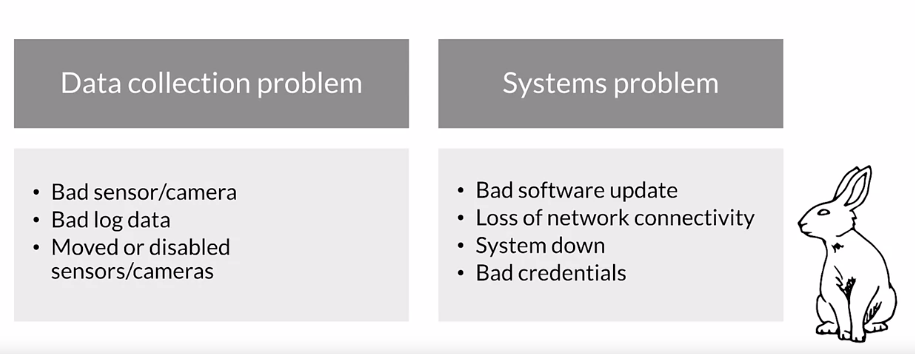 Data collection problem
• Bad sensor/camera
• Bad log data
• Moved or disabled
sensors/cameras
Systems problem
• Bad software update
• Loss of network connectivity
• System down
• Bad credentials